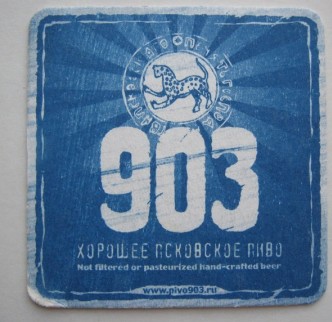 903
ХОРОШЕЕ ПСКОВСКОЕ ПИВО
Not filtered or pasteurized hand-crafted beer
www.pivo903.ru